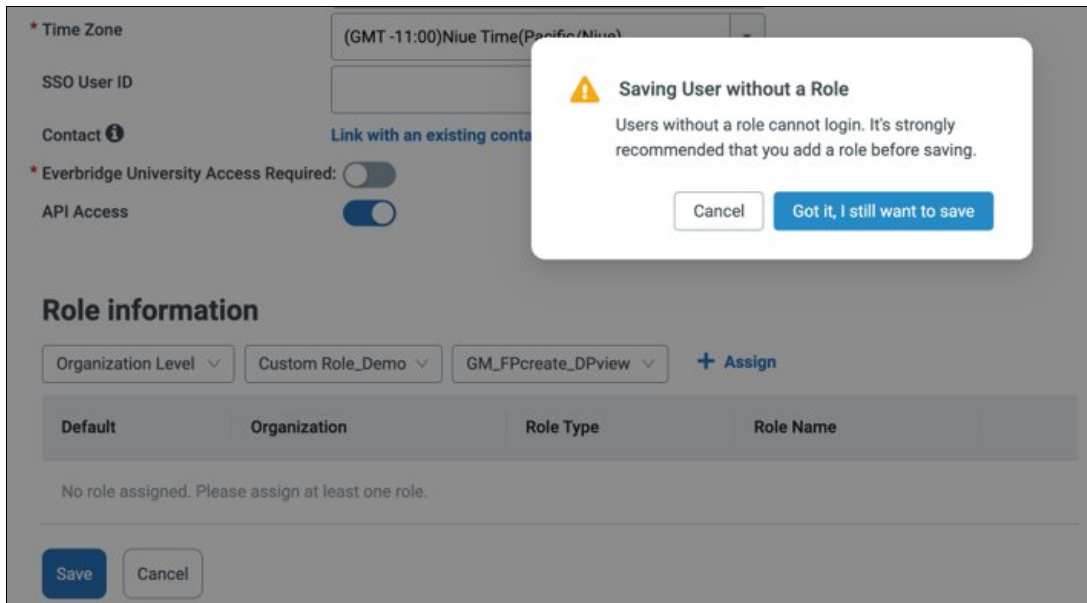 * Time Zone
(GMT -11:00)Niue Time(Pacific/Niue)
SSO User ID
Contact
Link with an existing conta
* Everbridge University Access Required:
API Access
Saving User without a Role
Users without a role cannot login. It's strongly
recommended that you add a role before saving.
Cancel
Got it, I still want to save
Role information
Organization Level
Custom Role_Demo
GM_FPcreate_DPview
+ Assign
Default
Organization
Role Type
Role Name
No role assigned. Please assign at least one role.
Save
Cancel